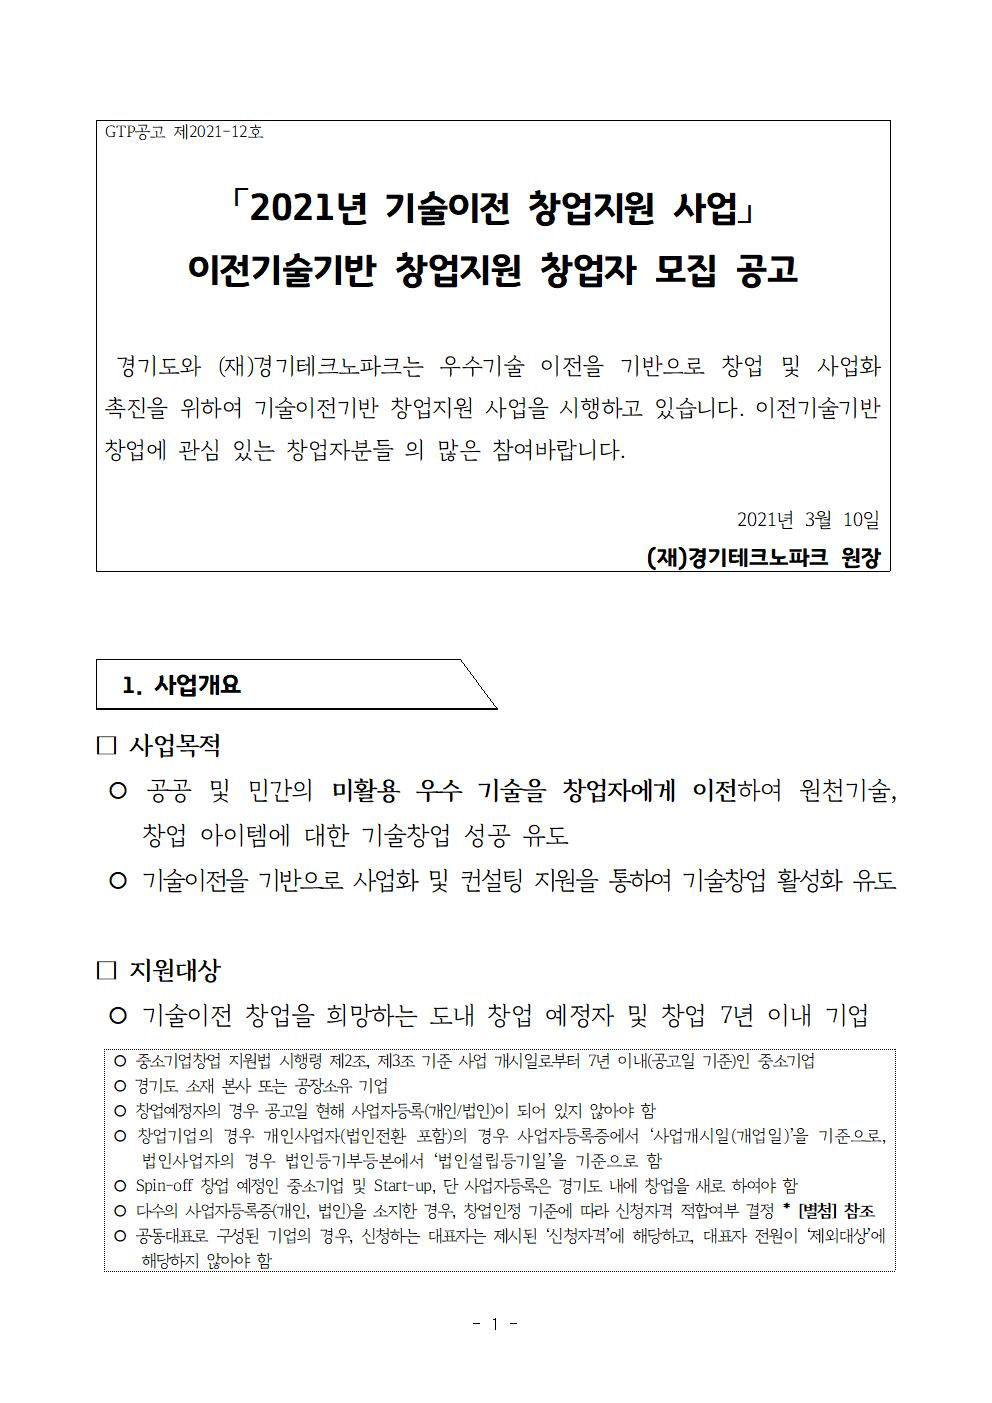 GTP공고 제2021-12호
「2021년 기술이전 창업지원 사업」
이전기술기반 창업지원 창업자 모집 공고
경기도와 (재)경기테크노파크는 우수기술 이전을 기반으로 창업 및 사업화
촉진을 위하여 기술이전기반 창업지원 사업을 시행하고 있습니다. 이전기술기반
창업에 관심 있는 창업자분들 의 많은 참여바랍니다.
2021년 3월 10일
(재)경기테크노파크 원장
1. 사업개요
□ 사업목적
○ 공공 및 민간의 미활용 우수 기술을 창업자에게 이전하여 원천기술,
창업 아이템에 대한 기술창업 성공 유도
○ 기술이전을 기반으로 사업화 및 컨설팅 지원을 통하여 기술창업 활성화 유도
□ 지원대상
○ 기술이전 창업을 희망하는 도내 창업 예정자 및 창업 7년 이내 기업
○ 중소기업창업 지원법 시행령 제2조, 제3조 기준 사업 개시일로부터 7년 이내(공고일 기준)인 중소기업
○ 경기도 소재 본사 또는 공장소유 기업
○ 창업예정자의 경우 공고일 현해 사업자등록(개인/법인)이 되어 있지 않아야 함
○ 창업기업의 경우 개인사업자(법인전환 포함)의 경우 사업자등록증에서 ‘사업개시일(개업일)’을 기준으로,
법인사업자의 경우 법인등기부등본에서 ‘법인설립등기일’을 기준으로 함
○ Spin-off 창업 예정인 중소기업 및 Start-up, 단 사업자등록은 경기도 내에 창업을 새로 하여야 함
○ 다수의 사업자등록증(개인, 법인)을 소지한 경우, 창업인정 기준에 따라 신청자격 적합여부 결정 * [별첨] 참조
○ 공동대표로 구성된 기업의 경우, 신청하는 대표자는 제시된 ‘신청자격’에 해당하고, 대표자 전원이 ‘제외대상’에
해당하지 않아야 함
- 1 -